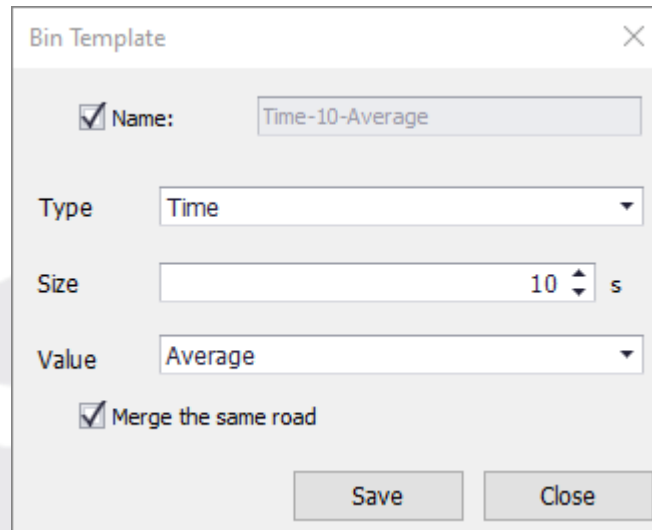 Bin Template
Name: Time-10-Average
Type Time
Size 10 s
Value Average
Merge the same road
Save Close